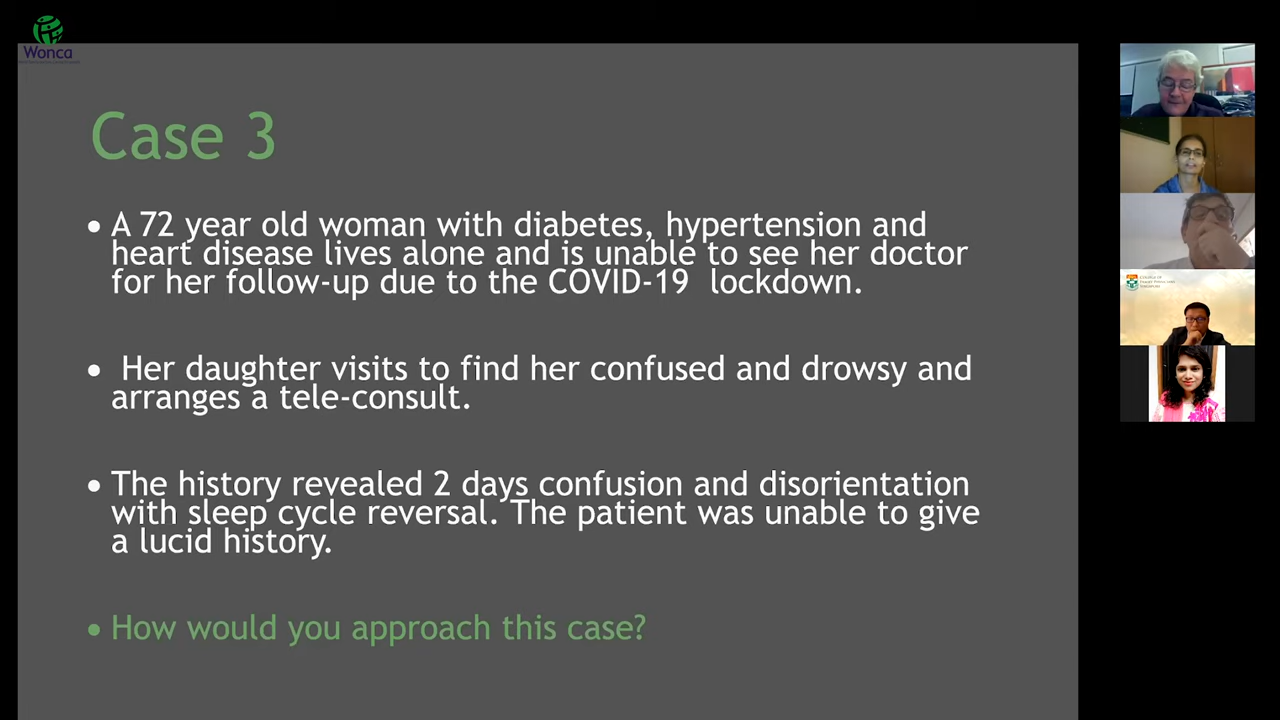 Wonca
Case 3
• A 72 year old woman with diabetes, hypertension and
heart disease lives alone and is unable to see her doctor
for her follow-up due to the COVID-19 lockdown.
• Her daughter visits to find her confused and drowsy and
arranges a tele-consult.
• The history revealed 2 days confusion and disorientation
with sleep cycle reversal. The patient was unable to give
a lucid history.
• How would you approach this case?